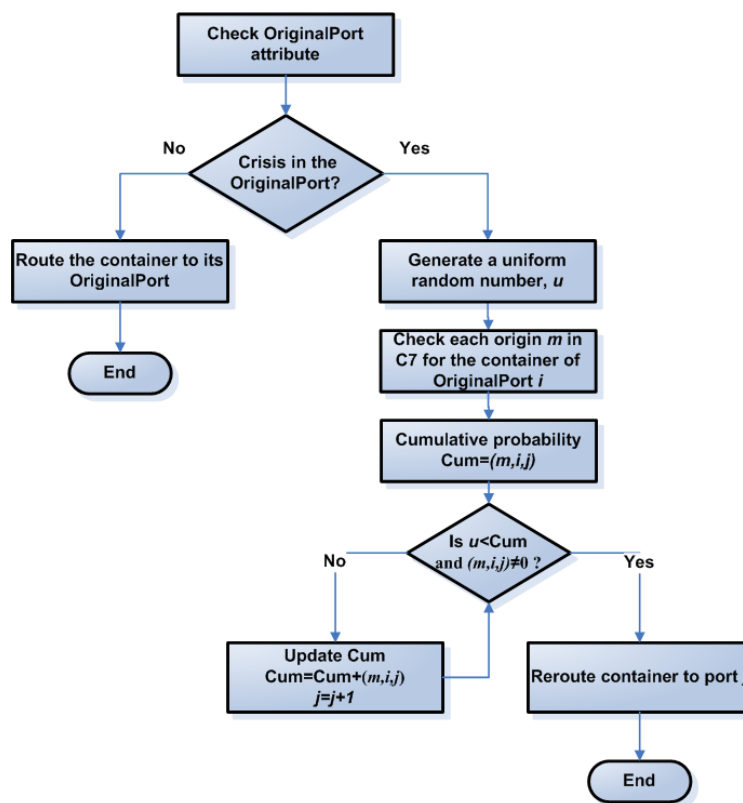 Check OriginalPort
attribute
No
Yes
Crisis in the
OriginalPort?
Route the container to its
OriginalPort
Generate a uniform
random number, u
Check each origin m in
C7 for the container of
OriginalPort i
End
Cumulative probability
Cum=(m,i,j)
Is u<Cum
and (m,i,j)≠0 ?
No
Yes
Update Cum
Cum=Cum+(m,i,j)
j=j+1
Reroute container to port
End